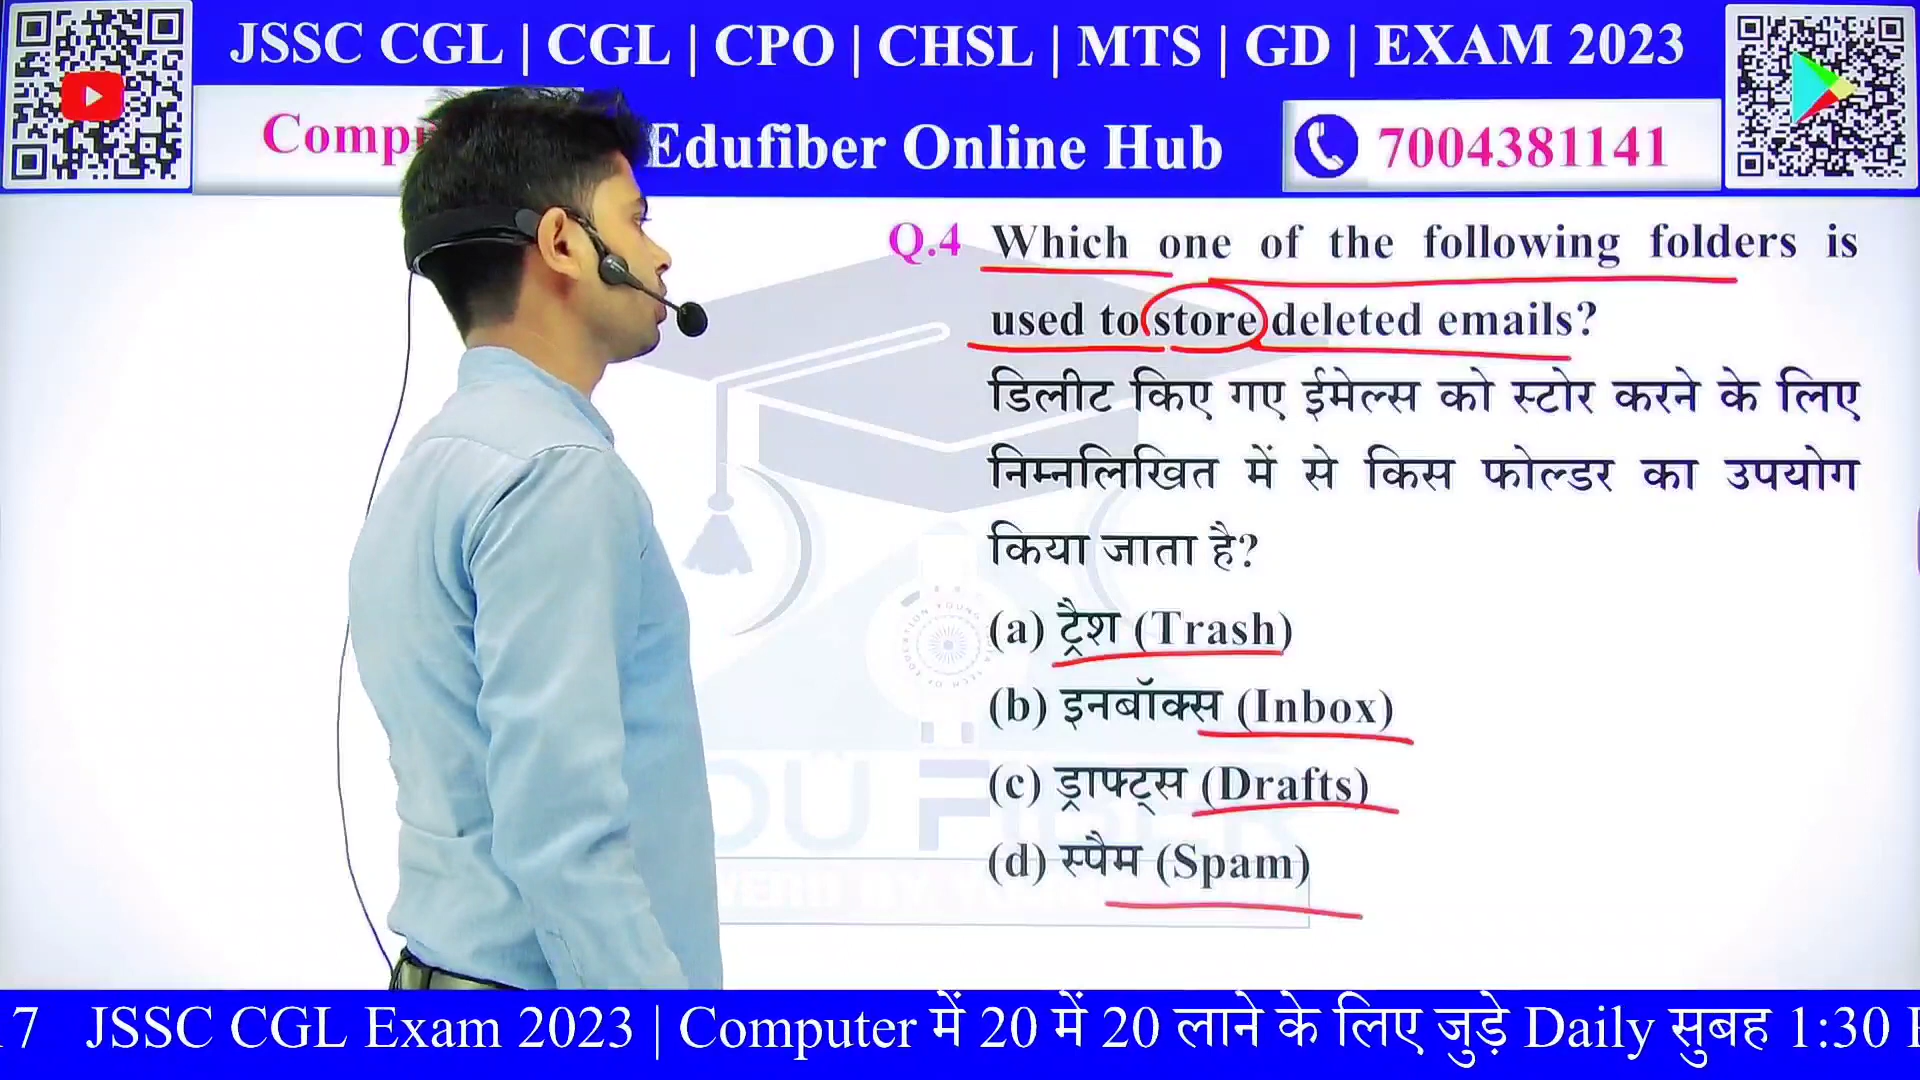 JSSC CGL | CGL | CPO | CHSL | MTS | GD | EXAM 2023
Edufiber Online Hub
7004381141
Q.4 Which one of the following folders is
used to store deleted emails?
डिलीट किए गए ईमेल्स को स्टोर करने के लिए
निम्नलिखित में से किस फोल्डर का उपयोग
किया जाता है?
(a) ट्रैश (Trash)
(b) इनबॉक्स (Inbox)
(c) ड्राफ्ट्स (Drafts)
(d) स्पैम (Spam)
17 JSSC CGL Exam 2023 | Computer में 20 में 20 लाने के लिए जुड़े Daily सुबह 1:30